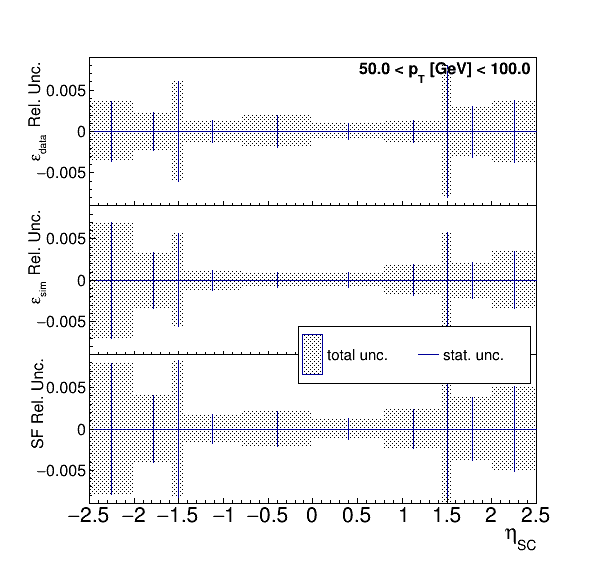 50.0 < p_T [GeV] < 100.0
ε_data Rel. Unc.
0.005
0
−0.005
ε_sim Rel. Unc.
0.005
0
−0.005
total unc.
stat. unc.
SF Rel. Unc.
0.005
0
−0.005
−2.5 −2 −1.5 −1 −0.5 0 0.5 1 1.5 2 2.5
η_SC